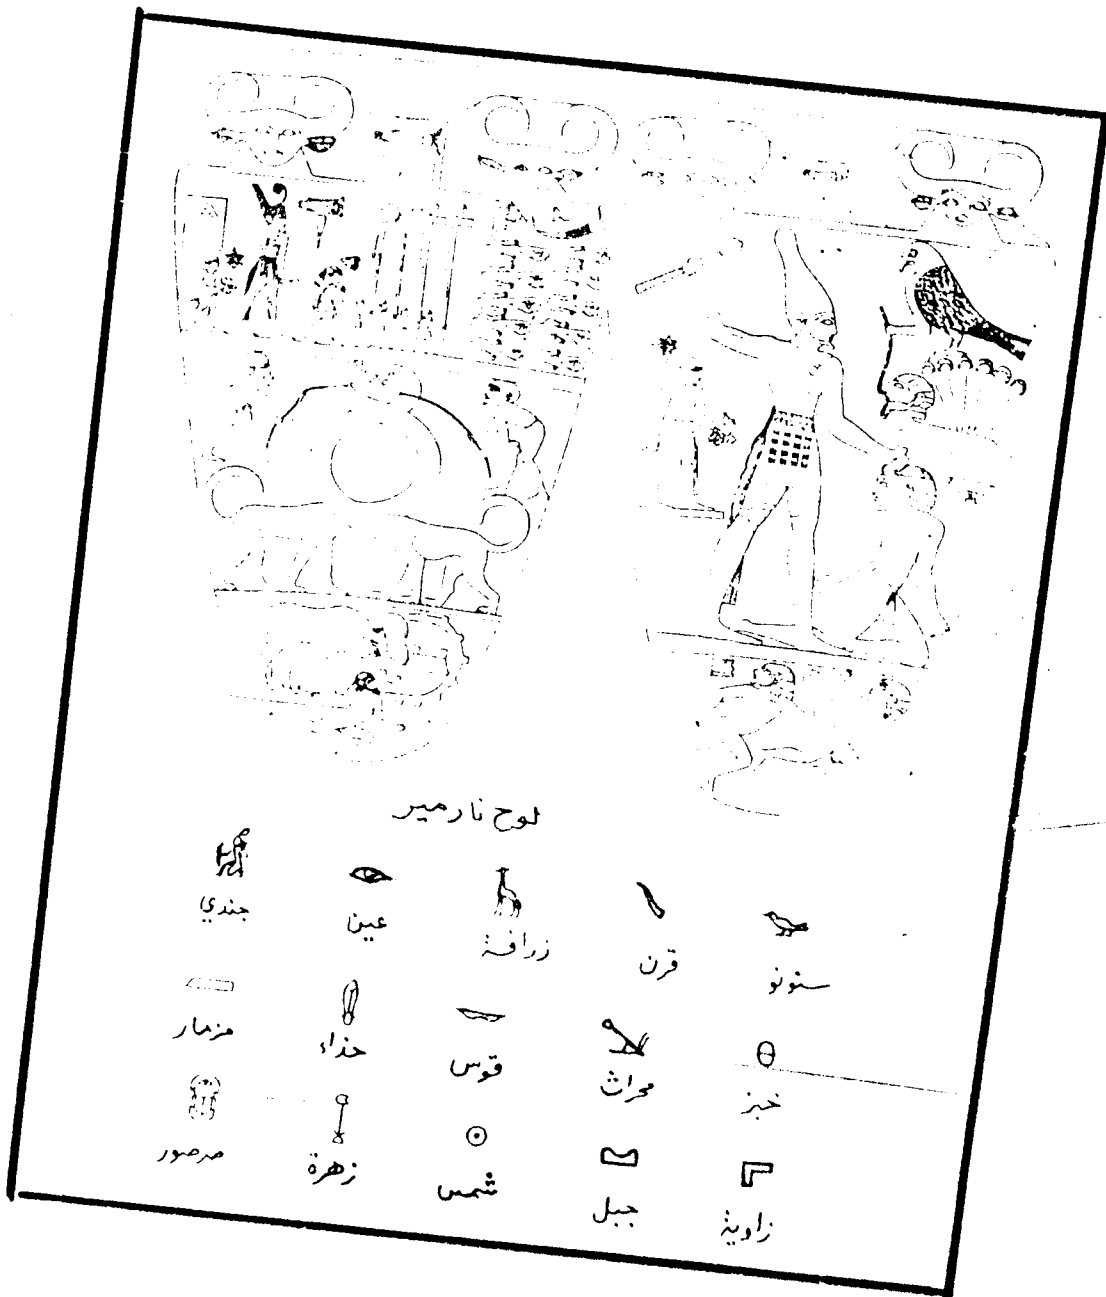 لوح نارمير
سنونو قرن زرافة عين جندي
خبز محراث قوس حذاء مزمار
زاوية جبل شمس زهرة صرصور